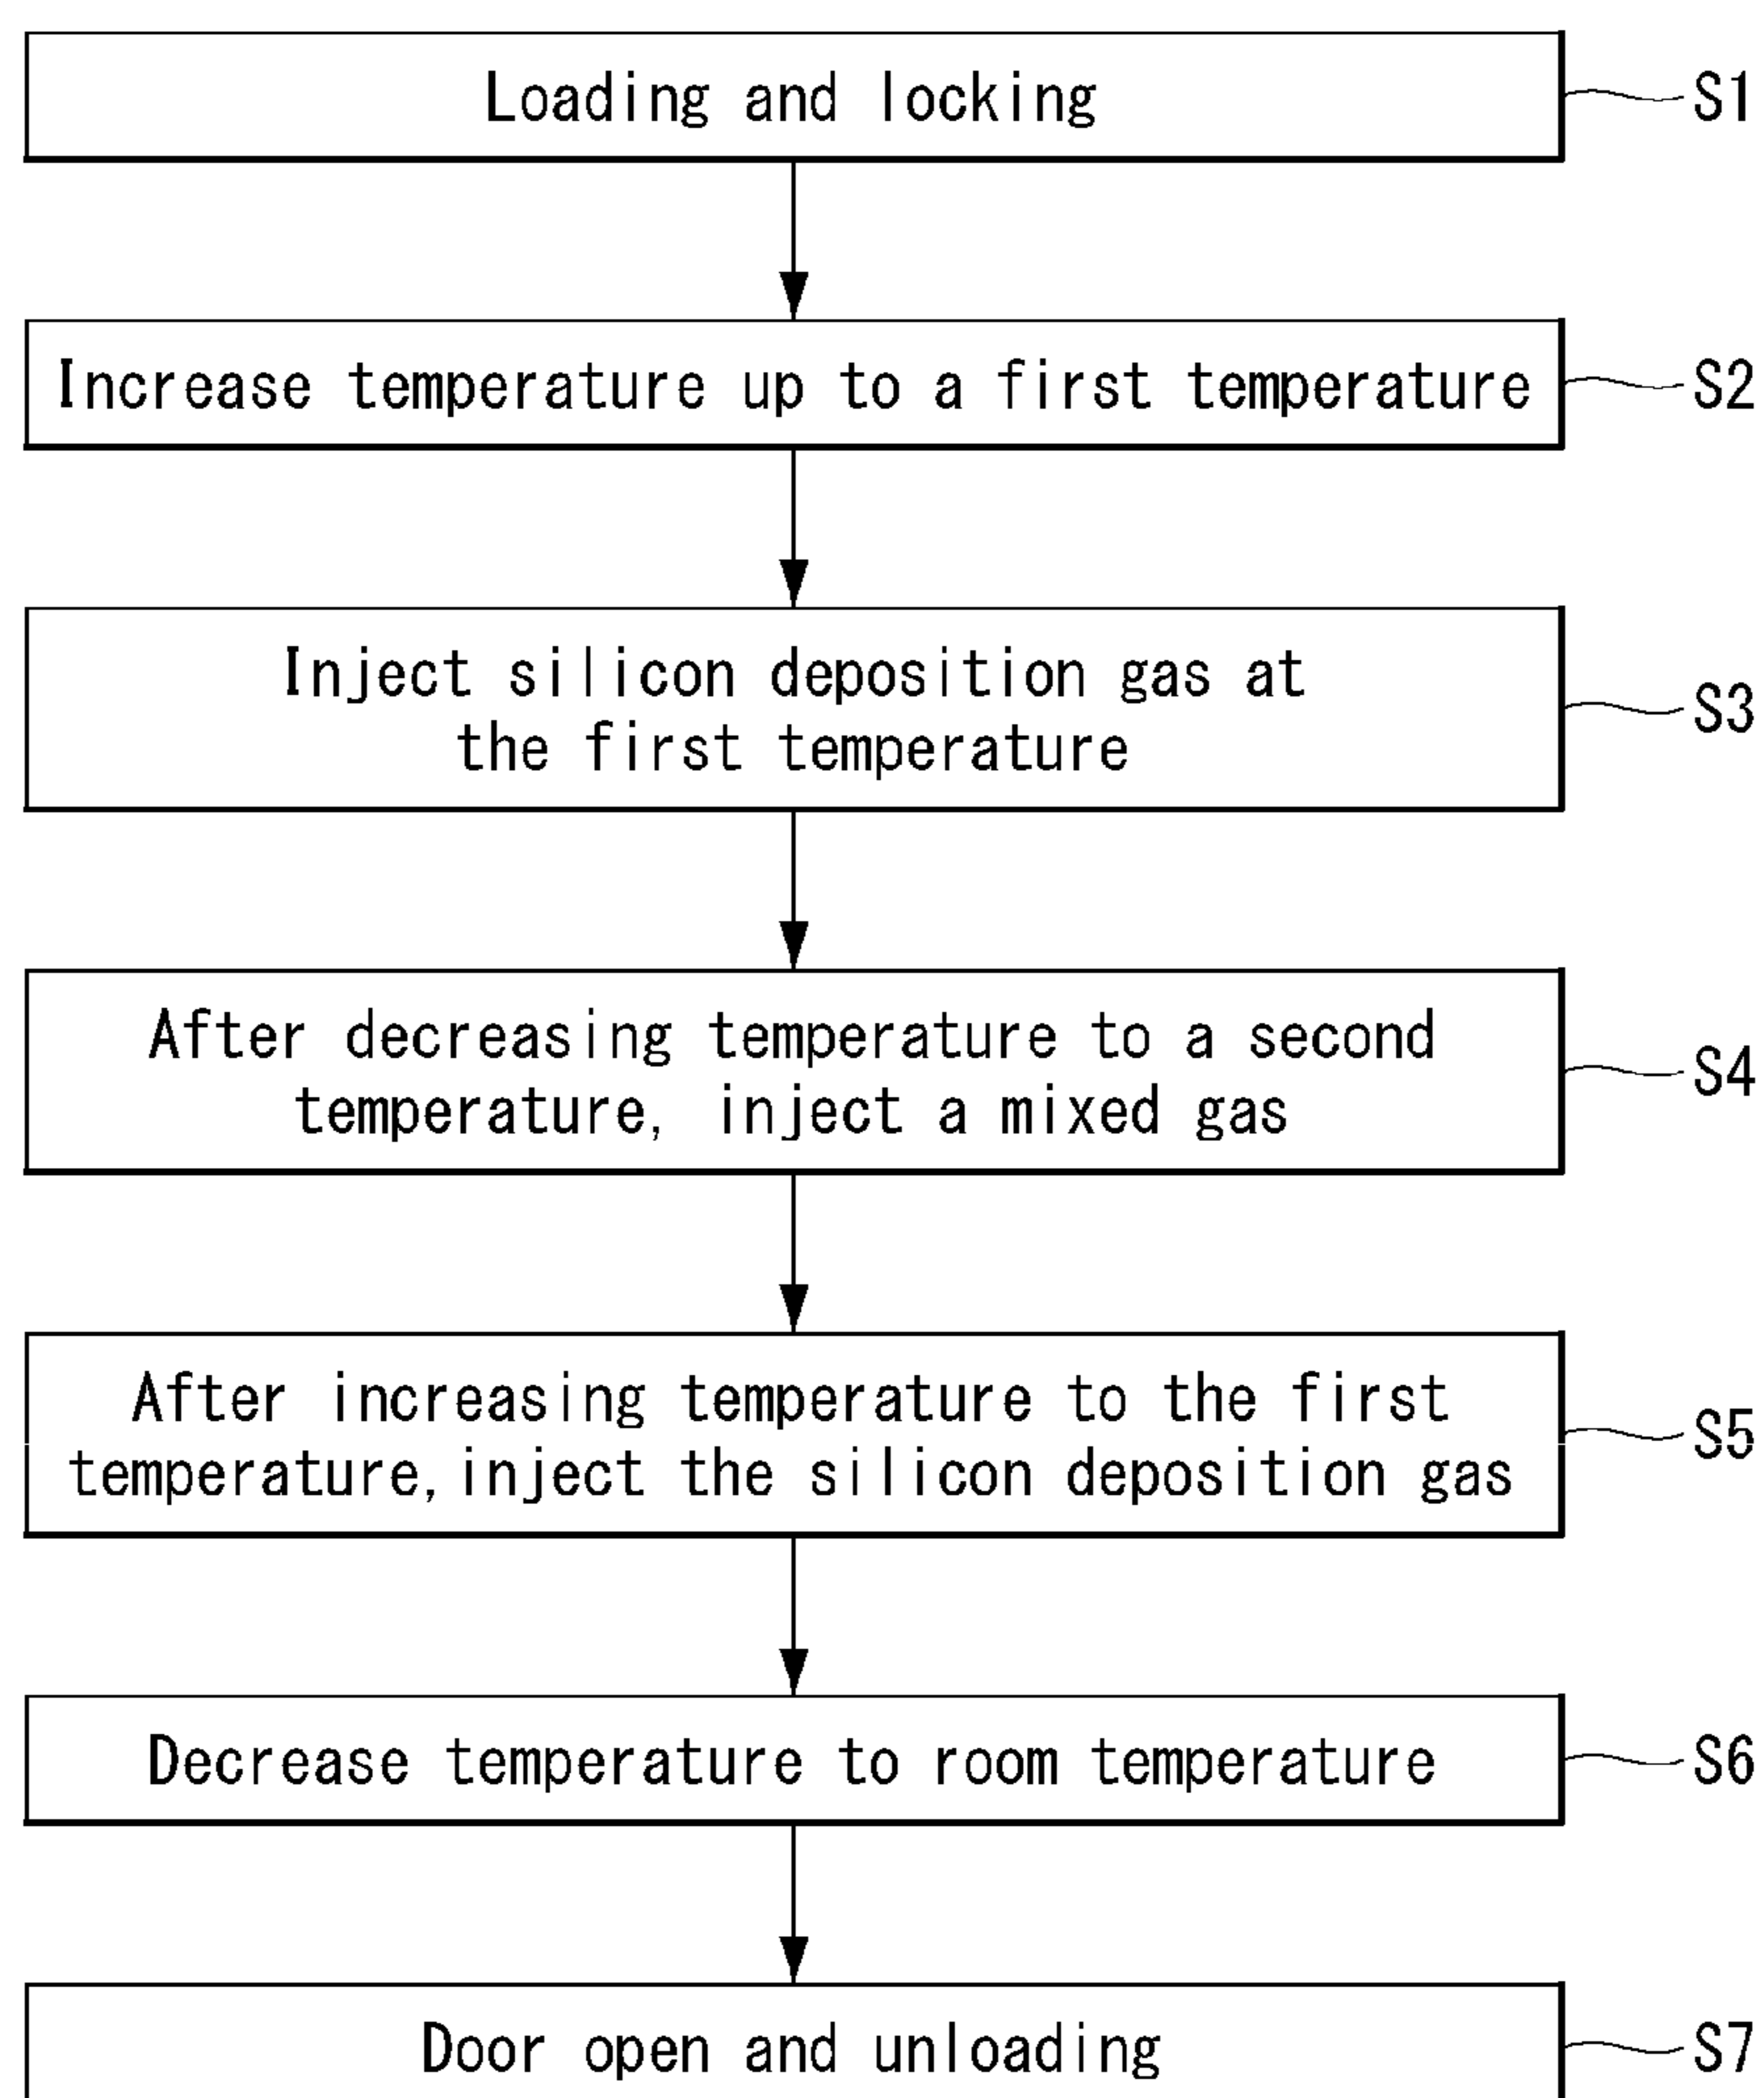 Loading and locking
S1
Increase temperature up to a first temperature
S2
Inject silicon deposition gas at
the first temperature
S3
After decreasing temperature to a second
temperature, inject a mixed gas
S4
After increasing temperature to the first
temperature, inject the silicon deposition gas
S5
Decrease temperature to room temperature
S6
Door open and unloading
S7